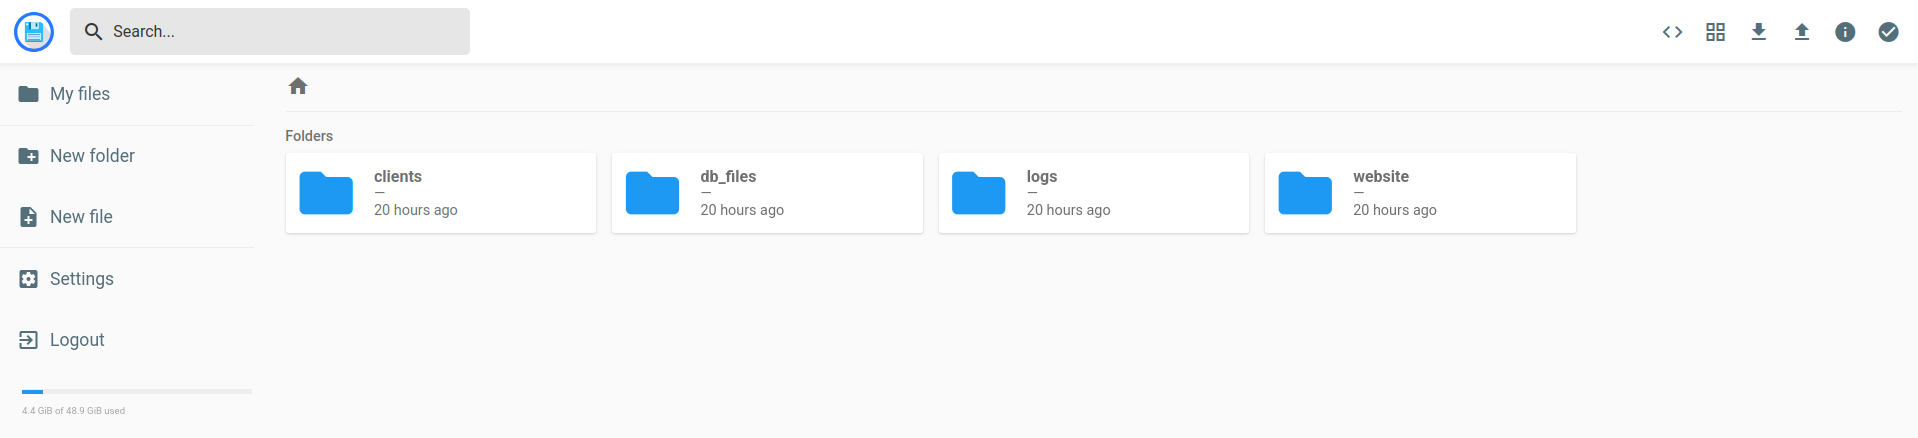 Search...
My files
New folder
New file
Settings
Logout
4.4 GiB of 48.9 GiB used
Folders
clients
—
20 hours ago
db_files
—
20 hours ago
logs
—
20 hours ago
website
—
20 hours ago